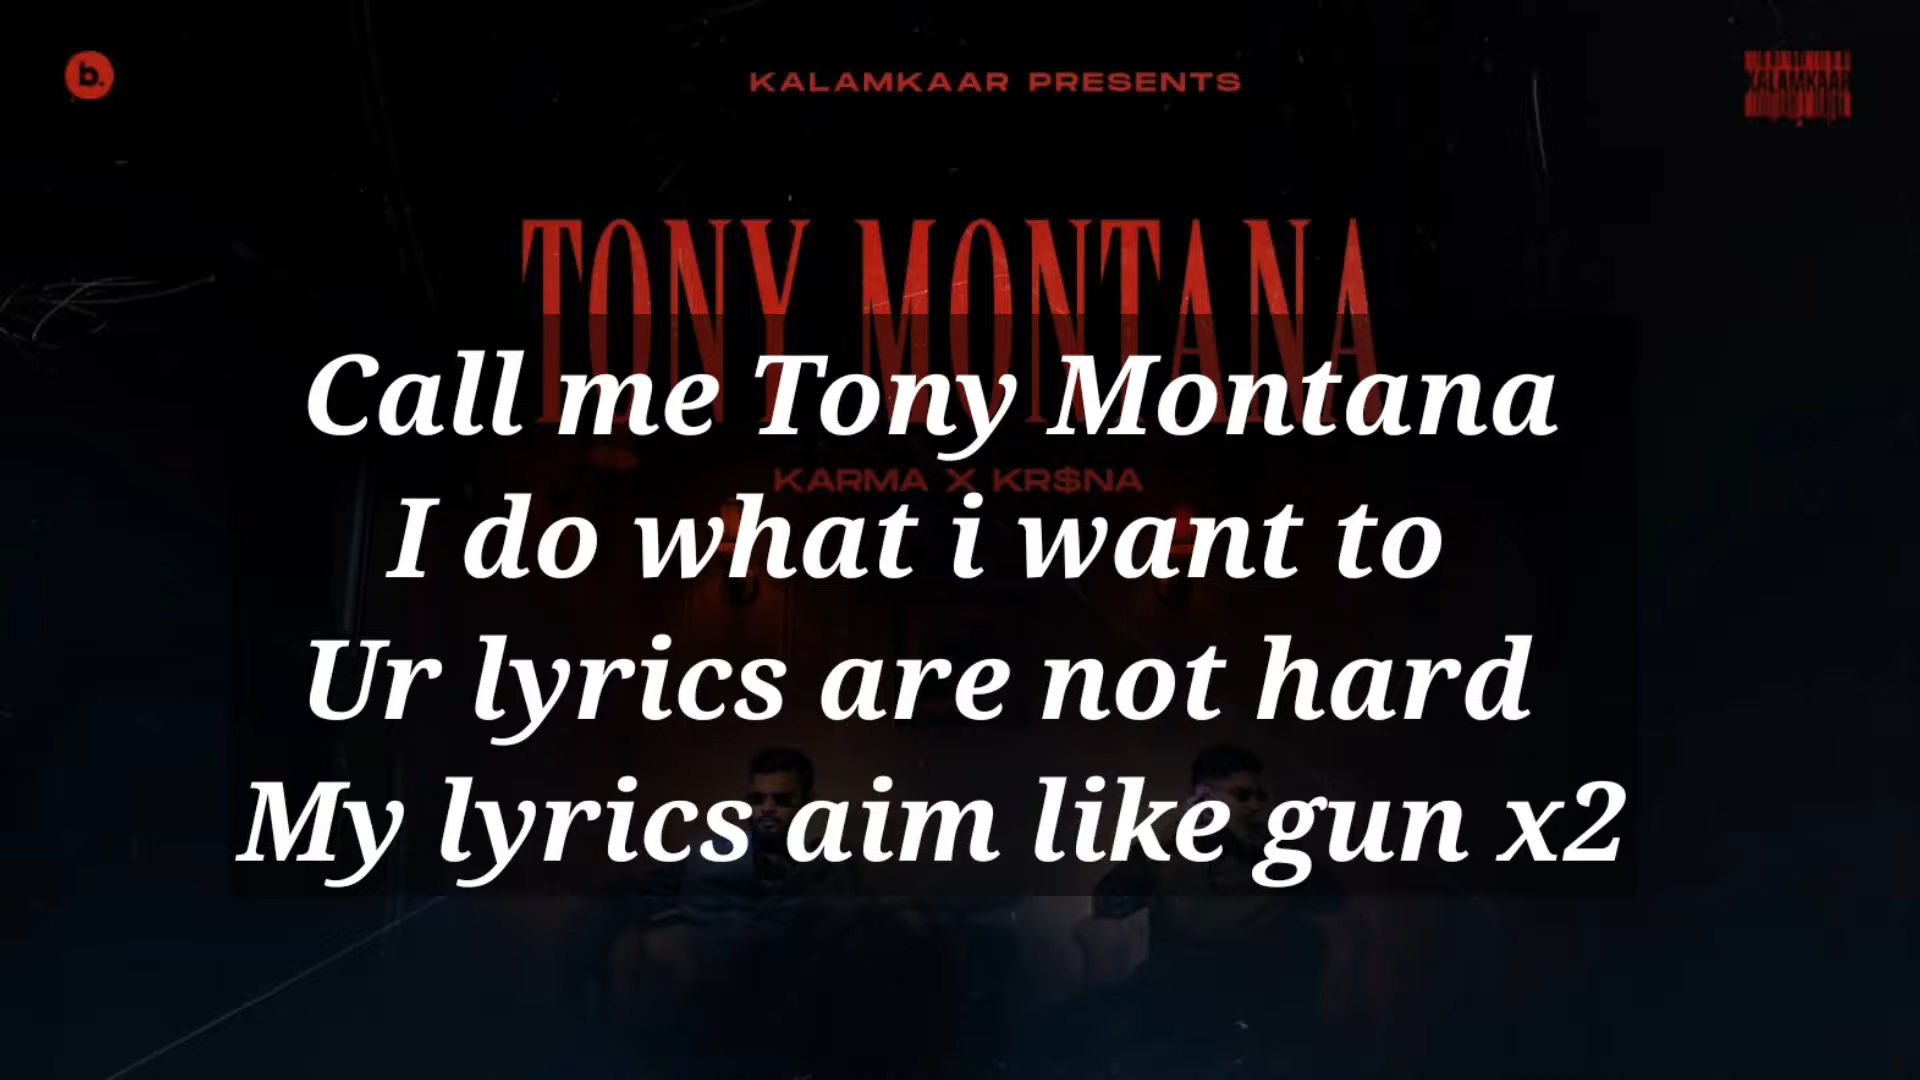 b.
KALAMKAAR PRESENTS
KALAMKAAR
TONY MONTANA
Call me Tony Montana
KARMA X KR$NA
I do what i want to
Ur lyrics are not hard
My lyrics aim like gun x2